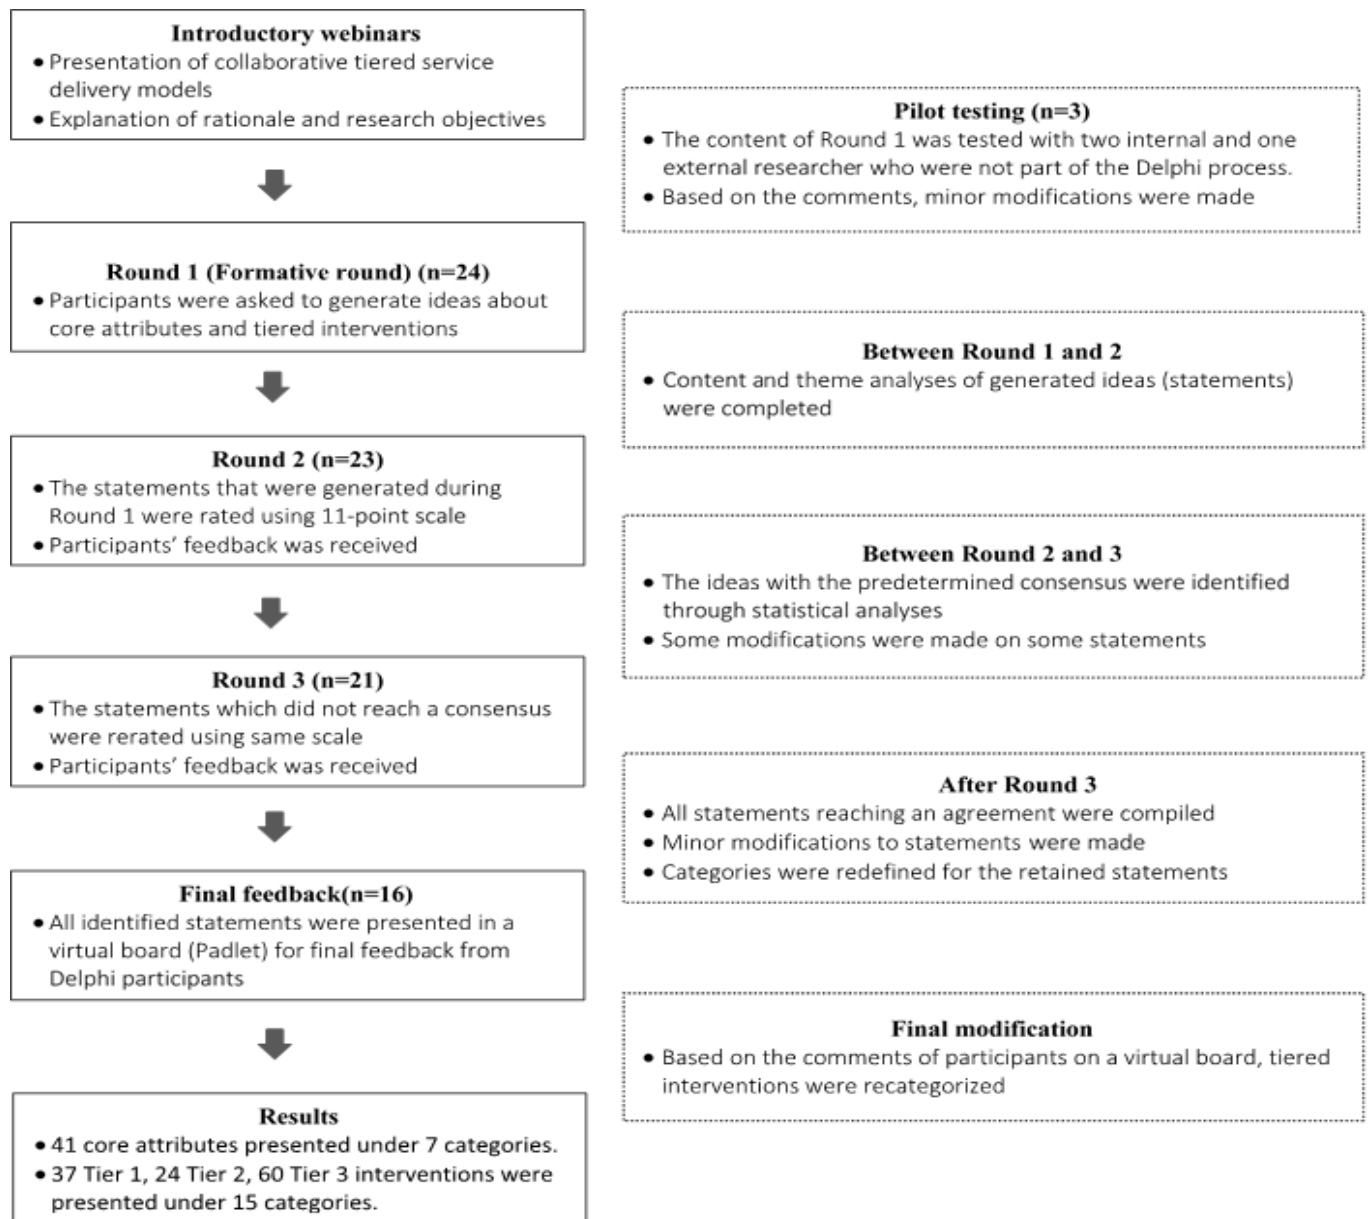 Introductory webinars
• Presentation of collaborative tiered service
delivery models
• Explanation of rationale and research objectives
Pilot testing (n=3)
• The content of Round 1 was tested with two internal and one
external researcher who were not part of the Delphi process.
• Based on the comments, minor modifications were made
Round 1 (Formative round) (n=24)
• Participants were asked to generate ideas about
core attributes and tiered interventions
Between Round 1 and 2
• Content and theme analyses of generated ideas (statements)
were completed
Round 2 (n=23)
• The statements that were generated during
Round 1 were rated using 11-point scale
• Participants’ feedback was received
Between Round 2 and 3
• The ideas with the predetermined consensus were identified
through statistical analyses
• Some modifications were made on some statements
Round 3 (n=21)
• The statements which did not reach a consensus
were rerated using same scale
• Participants’ feedback was received
After Round 3
• All statements reaching an agreement were compiled
• Minor modifications to statements were made
• Categories were redefined for the retained statements
Final feedback(n=16)
• All identified statements were presented in a
virtual board (Padlet) for final feedback from
Delphi participants
Final modification
• Based on the comments of participants on a virtual board, tiered
interventions were recategorized
Results
• 41 core attributes presented under 7 categories.
• 37 Tier 1, 24 Tier 2, 60 Tier 3 interventions were
presented under 15 categories.